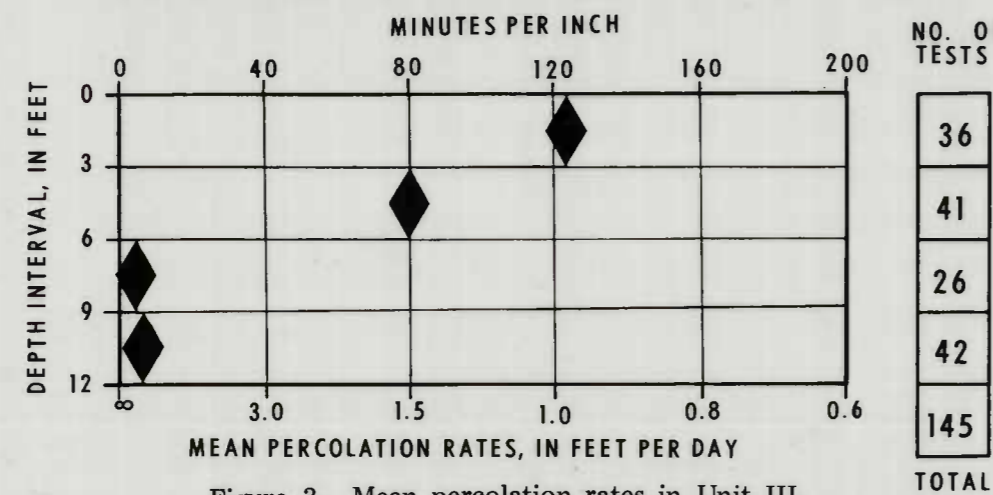 MINUTES PER INCH
NO. O
TESTS
0 40 80 120 160 200
DEPTH INTERVAL, IN FEET
0
3
6
9
12
36
41
26
42
145
∞ 3.0 1.5 1.0 0.8 0.6
MEAN PERCOLATION RATES, IN FEET PER DAY
TOTAL
Mean percolation rates in Unit III